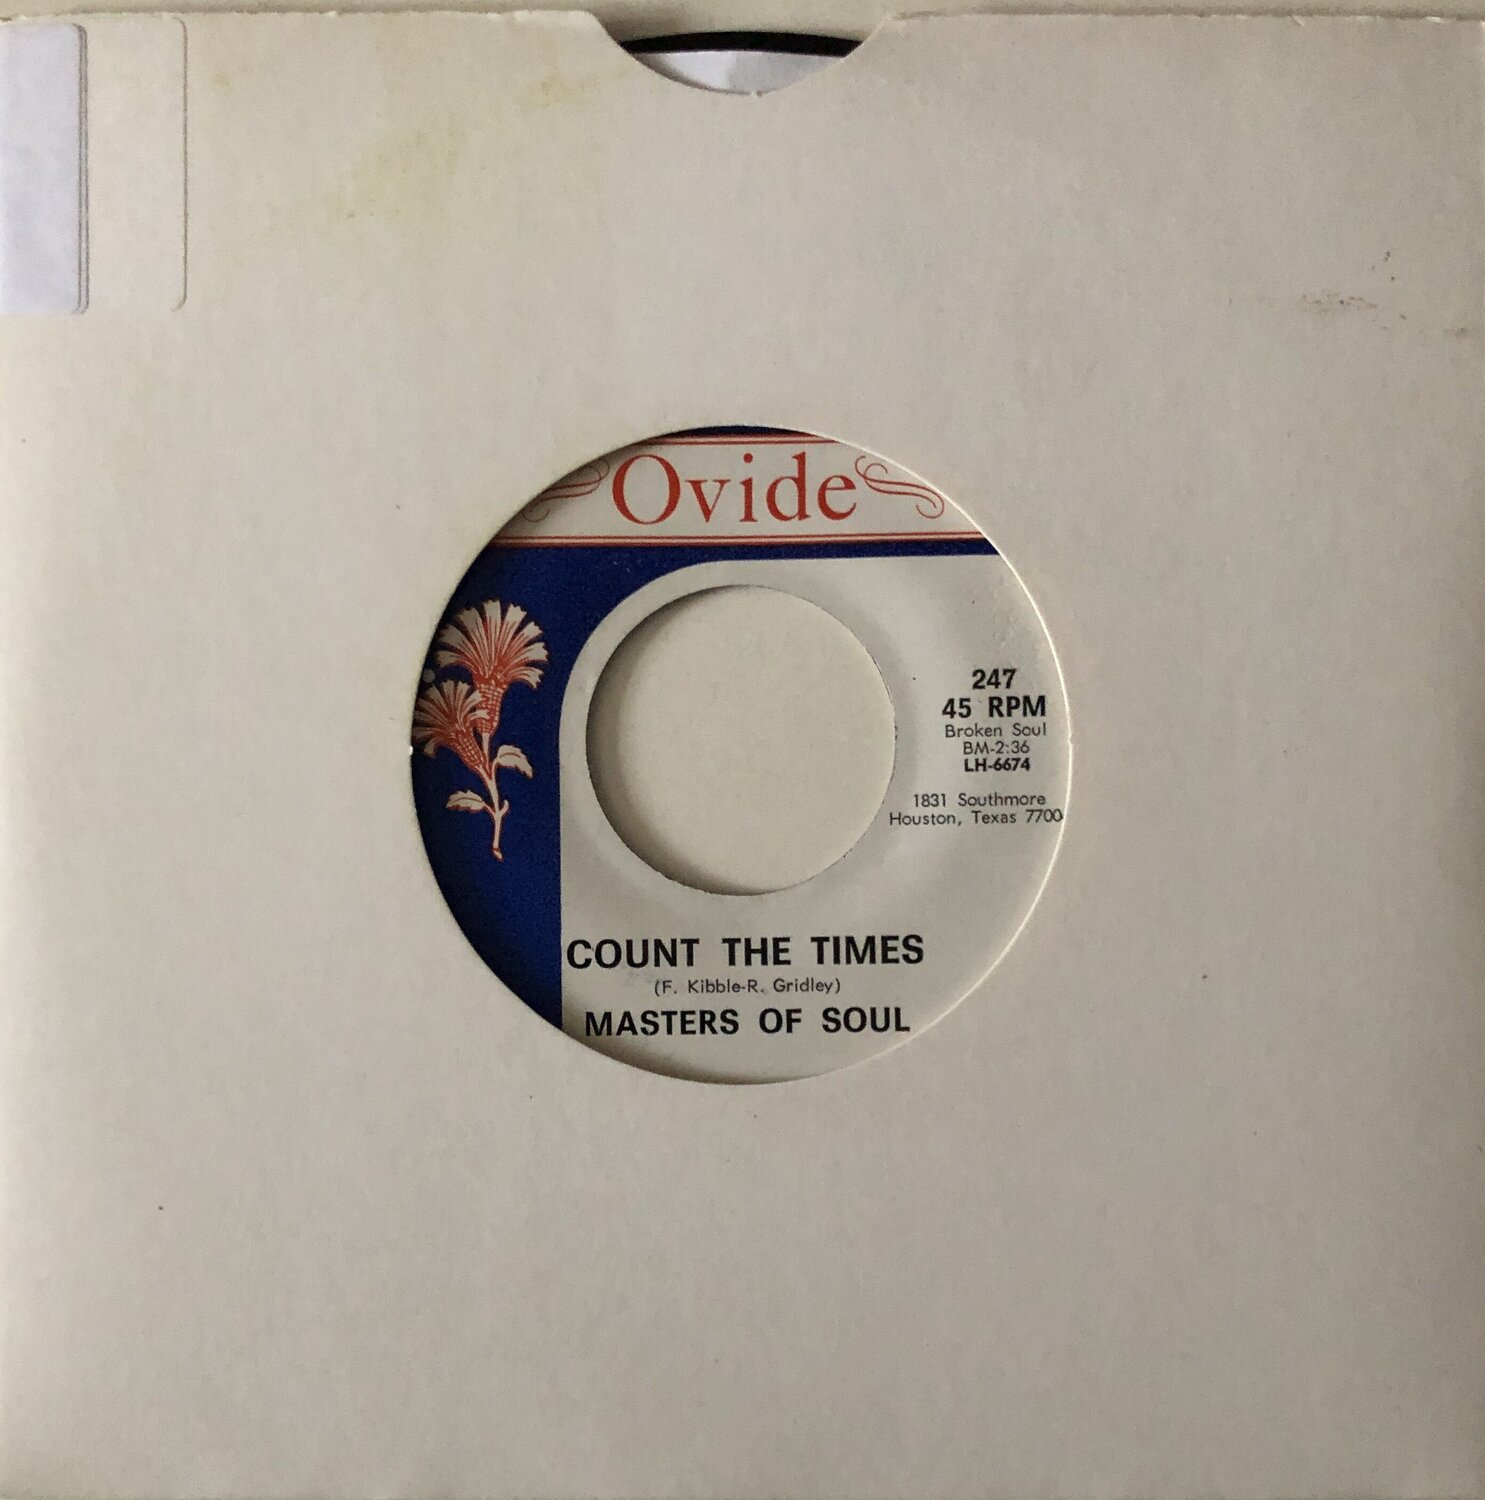 Ovide
247
45 RPM
Broken Soul
BM-2:36
LH-6674
1831 Southmore
Houston, Texas 7700
COUNT THE TIMES
(F. Kibble-R. Gridley)
MASTERS OF SOUL